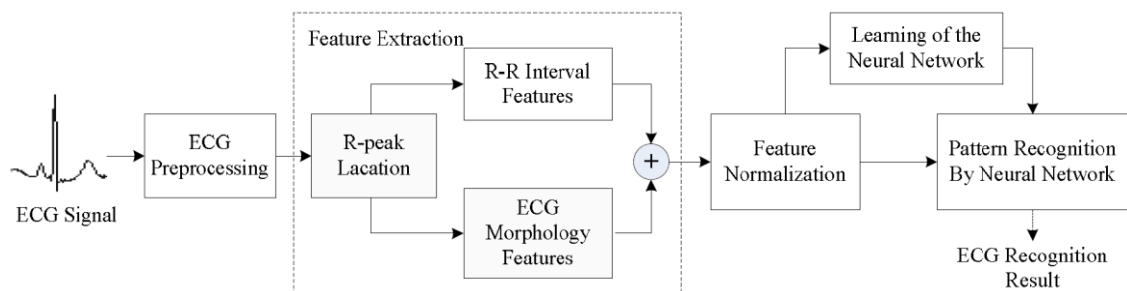 ECG Signal
ECG
Preprocessing
Feature Extraction
R-peak
Lacation
R-R Interval
Features
ECG
Morphology
Features
+
Feature
Normalization
Learning of the
Neural Network
Pattern Recognition
By Neural Network
ECG Recognition
Result